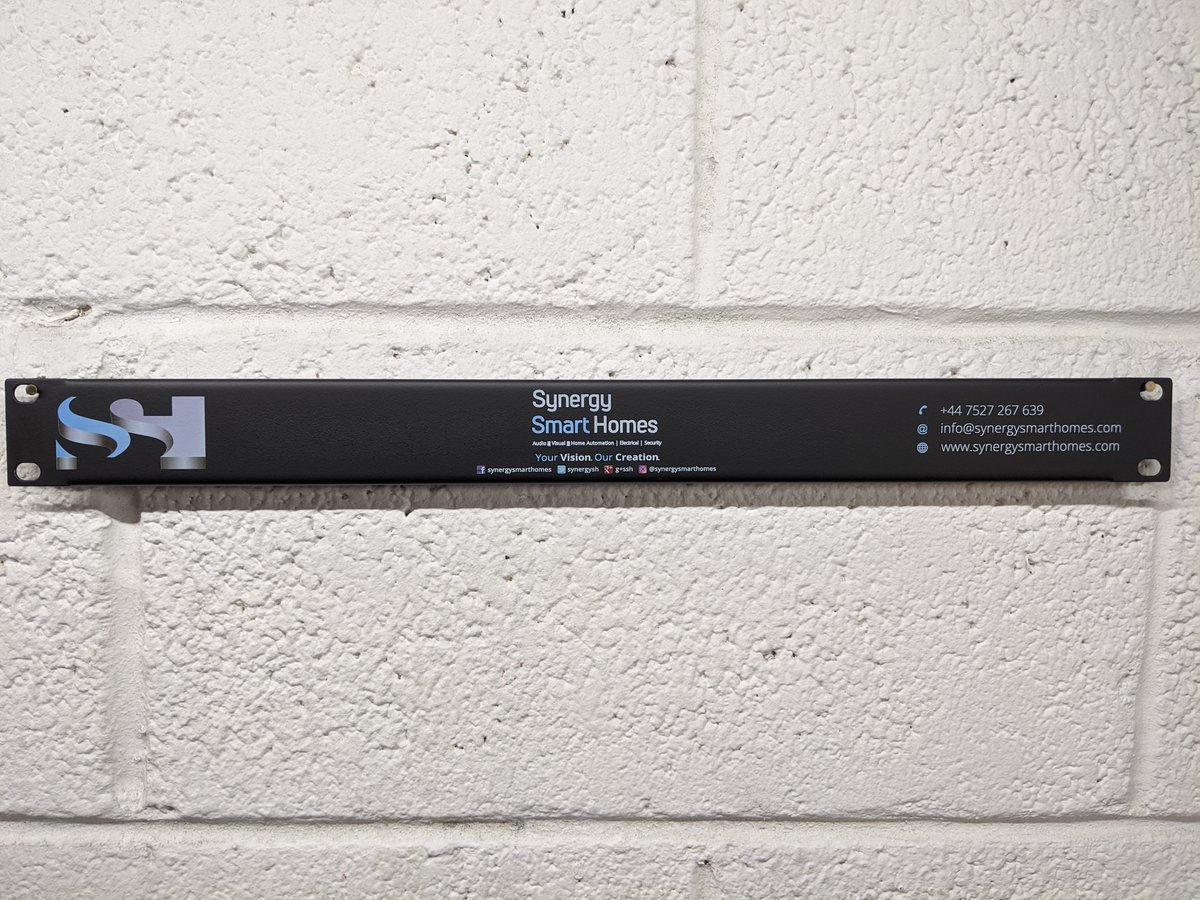 SSH
Synergy
Smart Homes
Audio || Visual || Home Automation | Electrical | Security
Your Vision. Our Creation.
synergysmarthomes synergysh g+ssh @synergysmarthomes
+44 7527 267 639
info@synergysmarthomes.com
www.synergysmarthomes.com